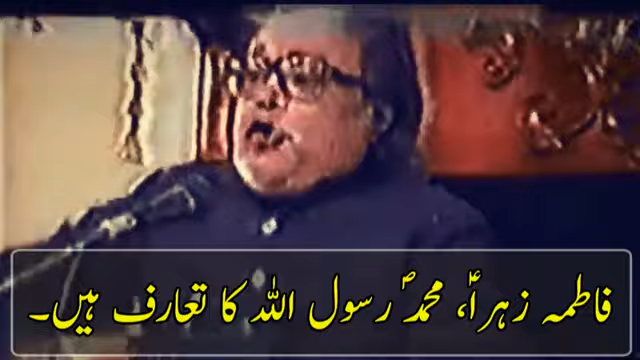 فاطمہ زہراؑ، محمدؐ رسول اللہ کا تعارف ہیں۔